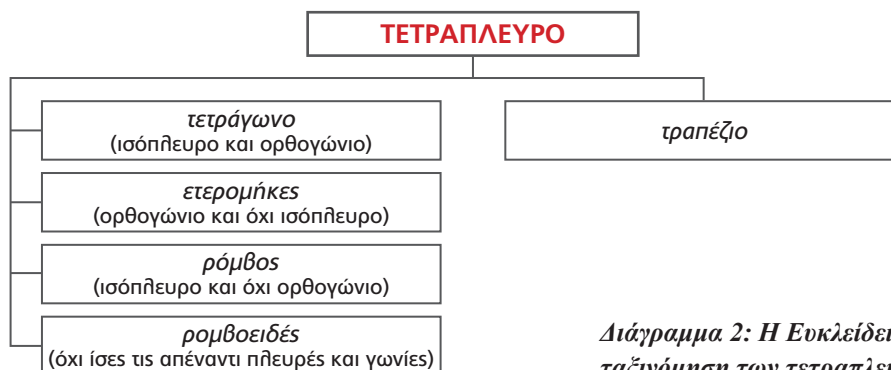 ΤΕΤΡΑΠΛΕΥΡΟ
τετράγωνο
(ισόπλευρο και ορθογώνιο)
τραπέζιο
ετερομήκες
(ορθογώνιο και όχι ισόπλευρο)
ρόμβος
(ισόπλευρο και όχι ορθογώνιο)
ρομβοειδές
(όχι ίσες τις απέναντι πλευρές και γωνίες)
Διάγραμμα 2: Η